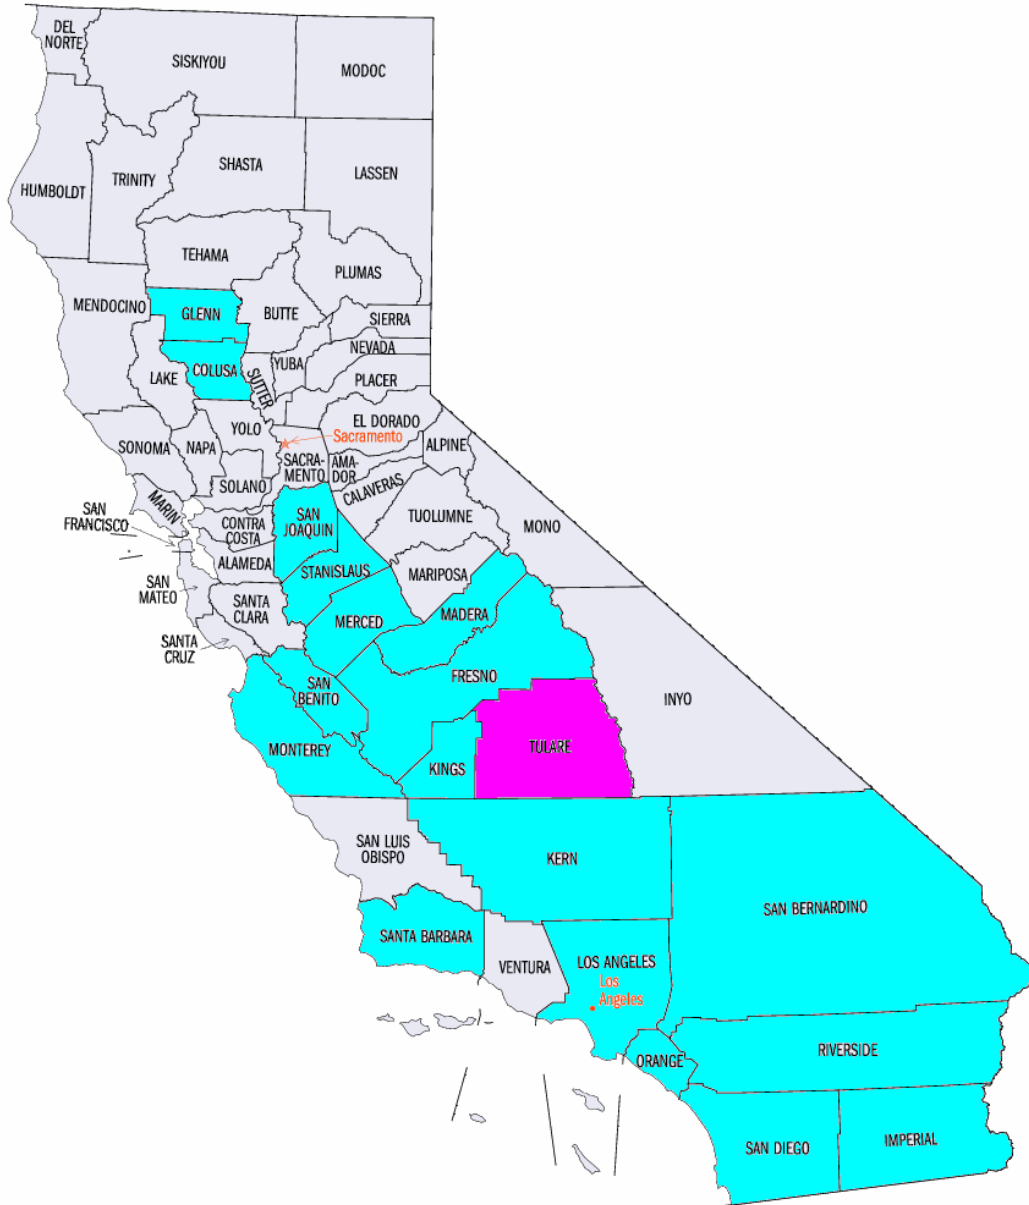 DEL
NORTE
SISKIYOU
MODOC
HUMBOLDT
TRINITY
SHASTA
LASSEN
TEHAMA
PLUMAS
MENDOCINO
GLENN
BUTTE
SIERRA
NEVADA
YUBA
COLUSA
LAKE
SUTTER
PLACER
EL DORADO
YOLO
Sacramento
SONOMA
NAPA
ALPINE
SACRA-
MENTO
AMA-
DOR
SOLANO
CALAVERAS
MARIN
SAN
FRANCISCO
CONTRA
COSTA
SAN
JOAQUIN
TUOLUMNE
MONO
ALAMEDA
STANISLAUS
MARIPOSA
SAN
MATEO
SANTA
CLARA
MERCED
MADERA
SANTA
CRUZ
FRESNO
SAN
BENITO
INYO
MONTEREY
KINGS
TULARE
SAN LUIS
OBISPO
KERN
SAN BERNARDINO
SANTA BARBARA
VENTURA
LOS ANGELES
Los
Angeles
ORANGE
RIVERSIDE
SAN DIEGO
IMPERIAL